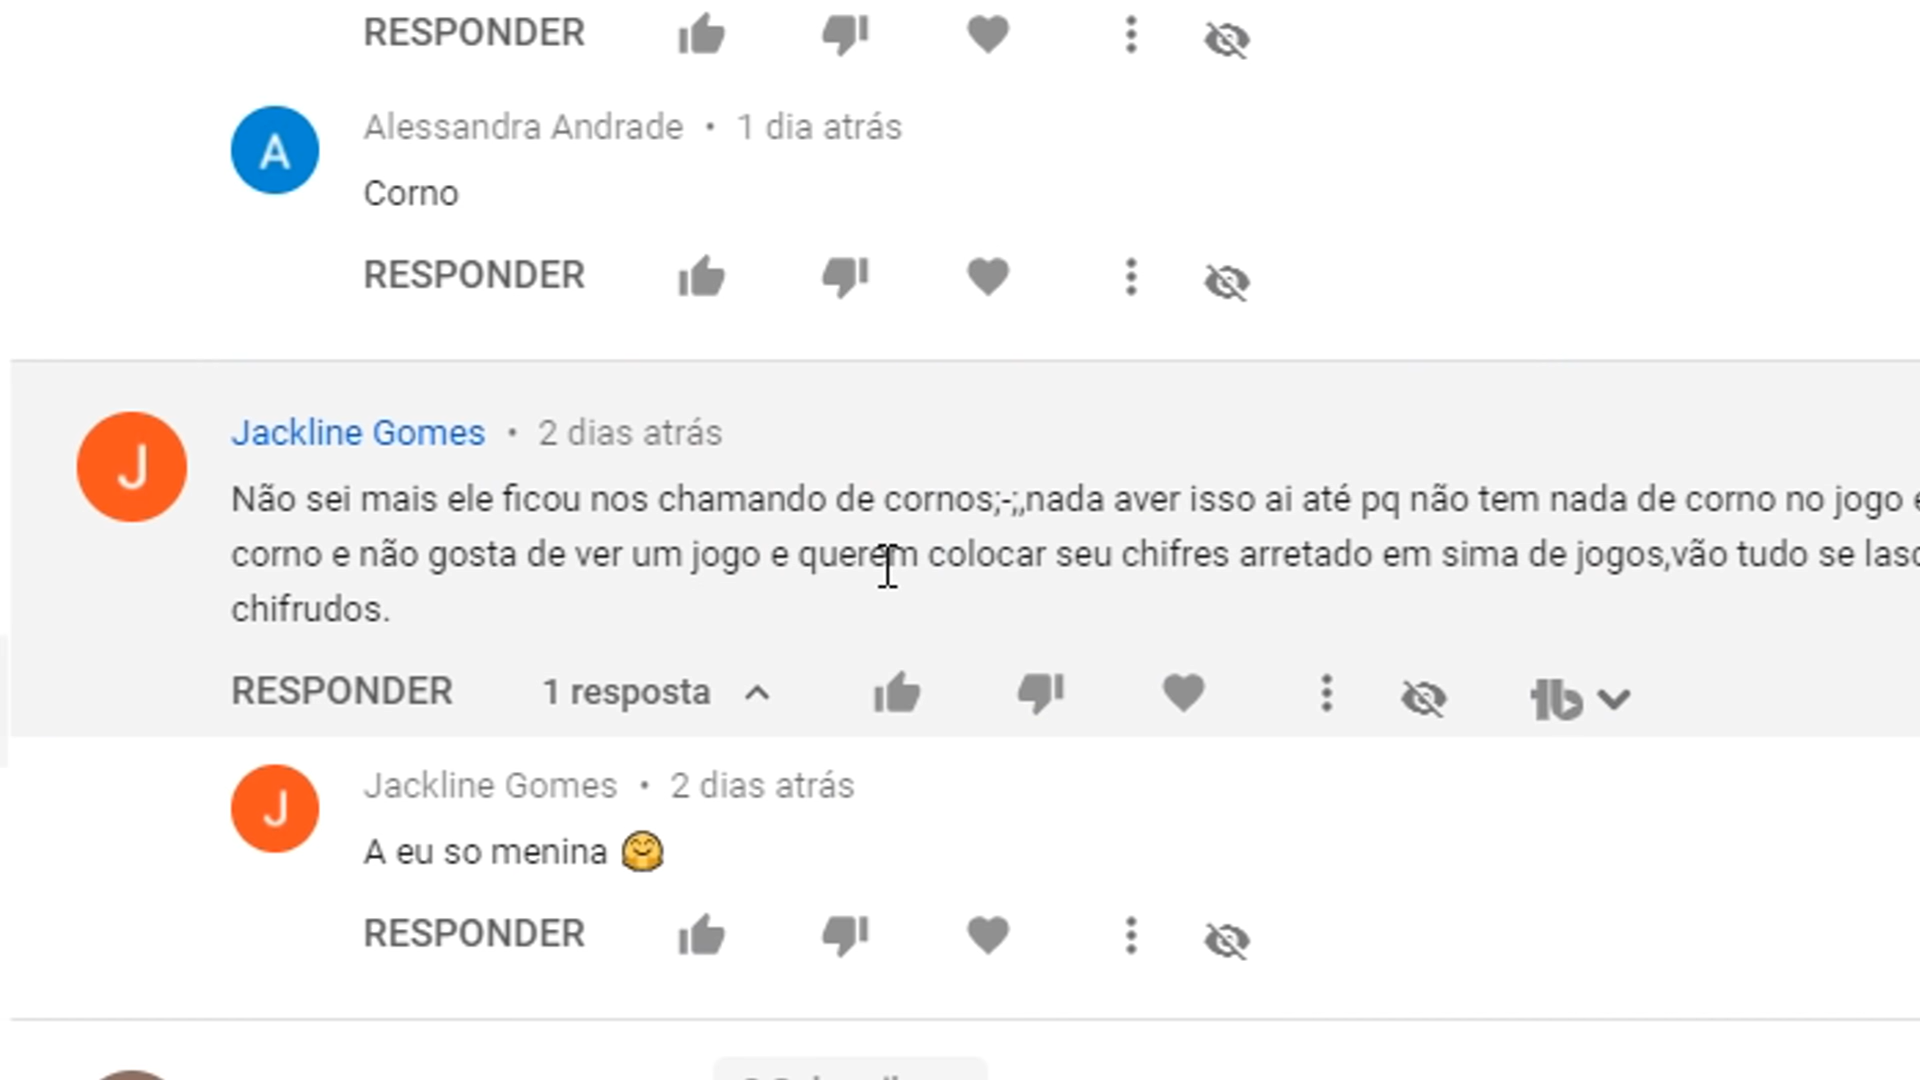 RESPONDER
Alessandra Andrade • 1 dia atrás
Corno
RESPONDER
Jackline Gomes • 2 dias atrás
Não sei mais ele ficou nos chamando de cornos;-;,nada aver isso ai até pq não tem nada de corno no jogo
corno e não gosta de ver um jogo e querem colocar seu chifres arretado em sima de jogos,vão tudo se
chifrudos.
RESPONDER 1 resposta
Jackline Gomes • 2 dias atrás
A eu so menina 🤗
RESPONDER